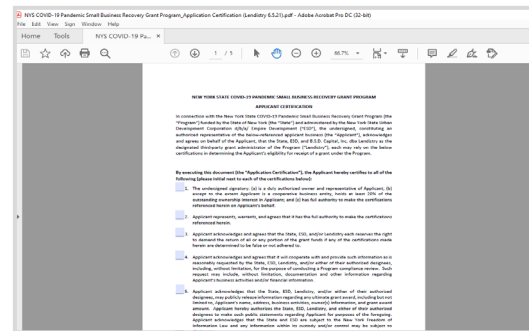 NYS COVID-19 Pandemic Small Business Recovery Grant Program_Application Certification (Lendistry 6.5.21).pdf - Adobe Acrobat Pro DC (32-bit)
File Edit View Sign Window Help
Home Tools NYS COVID-19 Pa... ×
1 / 5 66.7%
NEW YORK STATE COVID-19 PANDEMIC SMALL BUSINESS RECOVERY GRANT PROGRAM
APPLICANT CERTIFICATION
In connection with the New York State COVID-19 Pandemic Small Business Recovery Grant Program (the
"Program") funded by the State of New York (the "State") and administered by the New York State Urban
Development Corporation d/b/a/ Empire Development ("ESD"), the undersigned, constituting an
authorized representative of the below-referenced applicant business (the "Applicant"), acknowledges
and agrees on behalf of the Applicant, that the State, ESD, and B.S.D. Capital, Inc. dba Lendistry as the
designated third-party grant administrator of the Program ("Lendistry"), each may rely on the below
certifications in determining the Applicant's eligibility for receipt of a grant under the Program.
By executing this document (the "Application Certification"), the Applicant hereby certifies to all of the
following (please initial next to each of the certifications below):
1. The undersigned signatory: (a) is a duly authorized owner and representative of Applicant, (b)
except to the extent Applicant is a cooperative business entity, holds at least 20% of the
outstanding ownership interest in Applicant; and (c) has full authority to make the certifications
referenced herein on Applicant's behalf.
2. Applicant represents, warrants, and agrees that it has the full authority to make the certifications
referenced herein.
3. Applicant acknowledges and agrees that the State, ESD, and/or Lendistry each reserves the right
to demand the return of all or any portion of the grant funds if any of the certifications made
herein are determined to be false or not adhered to.
4. Applicant acknowledges and agrees that it will cooperate with and provide such information as is
reasonably requested by the State, ESD, Lendistry, and/or either of their authorized designees,
including, without limitation, for the purpose of conducting a Program compliance review. Such
request may include, without limitation, documentation and other information regarding
Applicant's business activities and/or financial information.
5. Applicant acknowledges that the State, ESD, Lendistry, and/or either of their authorized
designees, may publicly release information regarding any ultimate grant award, including but not
limited to, Applicant's name, address, business activities, owner(s) information, and grant award
amount. Applicant hereby authorizes the State, ESD, Lendistry, and either of their authorized
designees to make such public statements regarding Applicant for purpose of the foregoing.
Applicant acknowledges that the State and ESD are subject to the New York Freedom of
Information Law and any information within its custody and/or control may be subject to